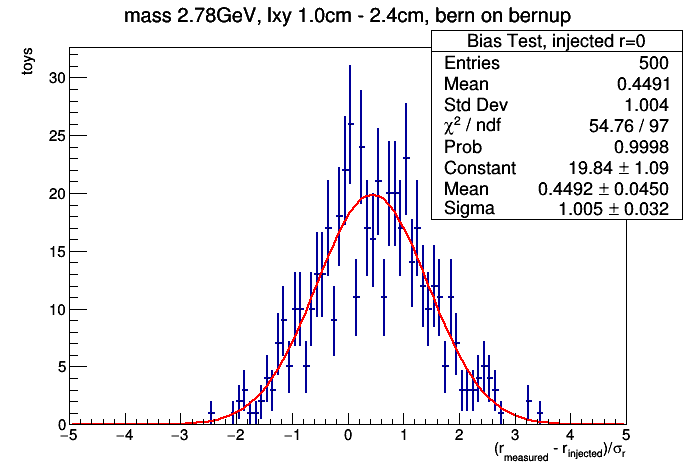 mass 2.78GeV, lxy 1.0cm - 2.4cm, bern on bernup
Bias Test, injected r=0
Entries 500
Mean 0.4491
Std Dev 1.004
χ² / ndf 54.76 / 97
Prob 0.9998
Constant 19.84 ± 1.09
Mean 0.4492 ± 0.0450
Sigma 1.005 ± 0.032
toys
30
25
20
15
10
5
0
−5 −4 −3 −2 −1 0 1 2 3 4 5
(r_measured - r_injected)/σ_r